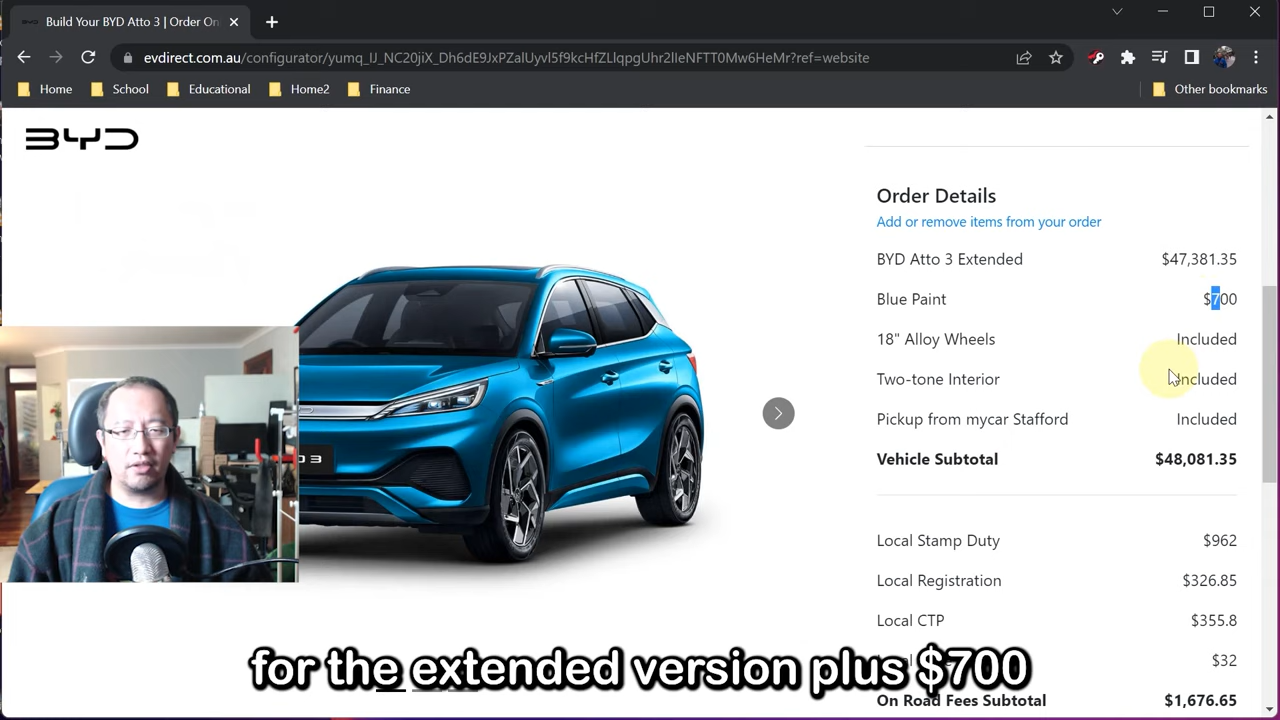 Build Your BYD Atto 3 | Order On
evdirect.com.au/configurator/yumq_lJ_NC20jiX_Dh6dE9JxPZalUyvl5f9kcHfZLlqpgUhr2lIeNFTT0Mw6HeMr?ref=website
Home School Educational Home2 Finance Other bookmarks
BYD
Order Details
Add or remove items from your order
BYD Atto 3 Extended $47,381.35
Blue Paint $700
18" Alloy Wheels Included
Two-tone Interior Included
Pickup from mycar Stafford Included
Vehicle Subtotal $48,081.35
Local Stamp Duty $962
Local Registration $326.85
Local CTP $355.8
$32
for the extended version plus $700
On Road Fees Subtotal $1,676.65